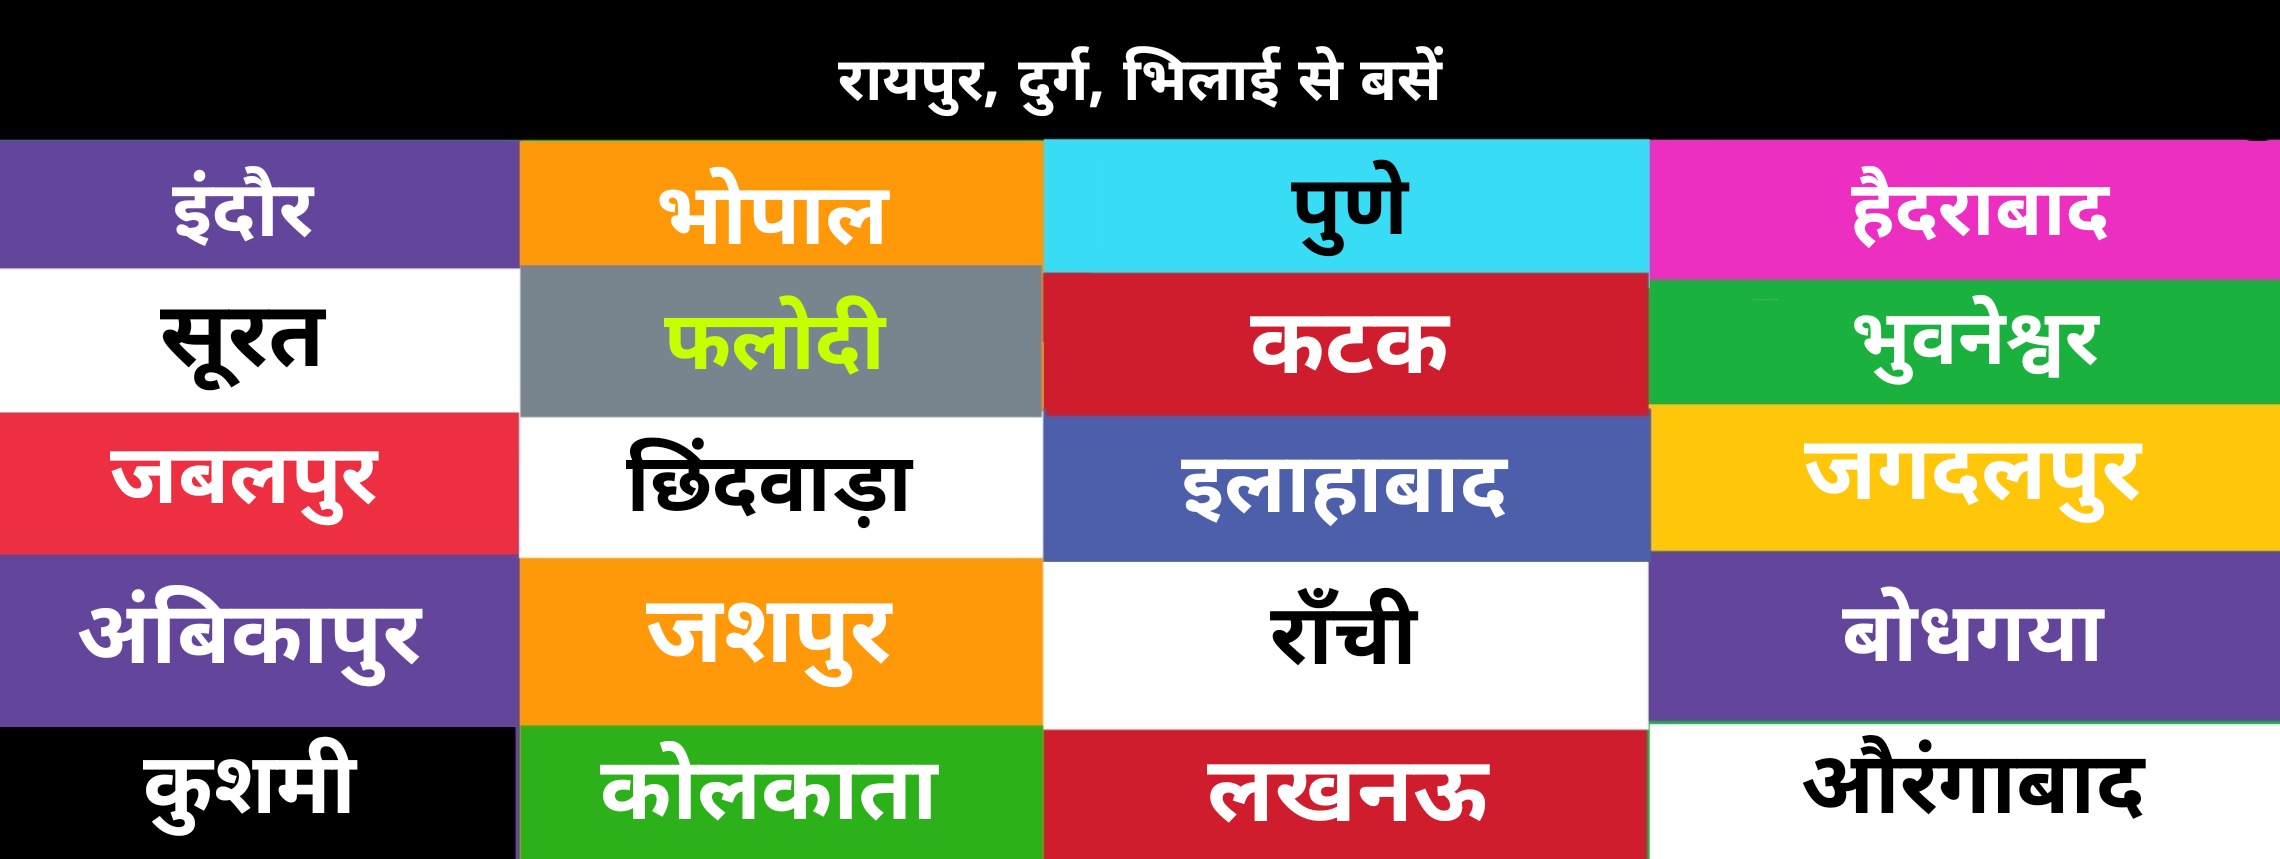 रायपुर, दुर्ग, भिलाई से बसें
इंदौर
भोपाल
पुणे
हैदराबाद
सूरत
फलोदी
कटक
भुवनेश्वर
जबलपुर
छिंदवाड़ा
इलाहाबाद
जगदलपुर
अंबिकापुर
जशपुर
राँची
बोधगया
कुशमी
कोलकाता
लखनऊ
औरंगाबाद